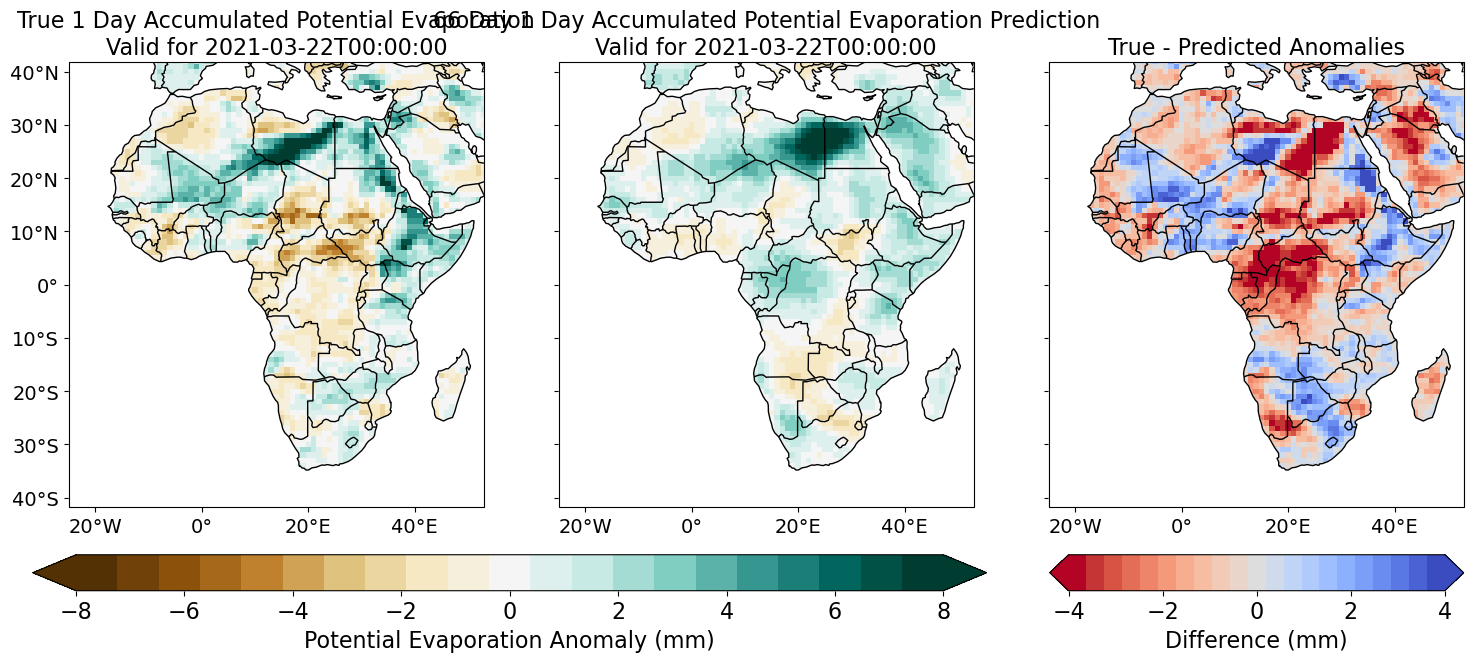 True 1 Day Accumulated Potential Evaporation
Valid for 2021-03-22T00:00:00
66 Day 1 Day Accumulated Potential Evaporation Prediction
Valid for 2021-03-22T00:00:00
True - Predicted Anomalies
40°N
30°N
20°N
10°N
0°
10°S
20°S
30°S
40°S
20°W 0° 20°E 40°E
20°W 0° 20°E 40°E
20°W 0° 20°E 40°E
−8 −6 −4 −2 0 2 4 6 8
Potential Evaporation Anomaly (mm)
−4 −2 0 2 4
Difference (mm)